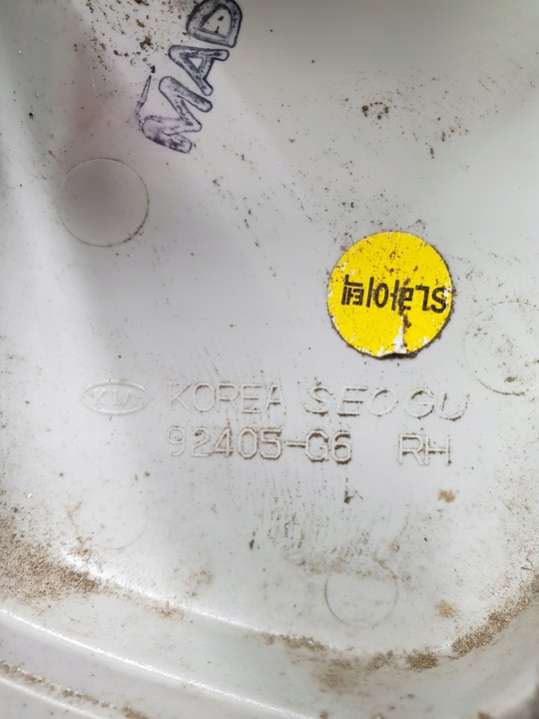 MAD
SL라이텍
KIA KOREA SEOGU
92405-G6 RH